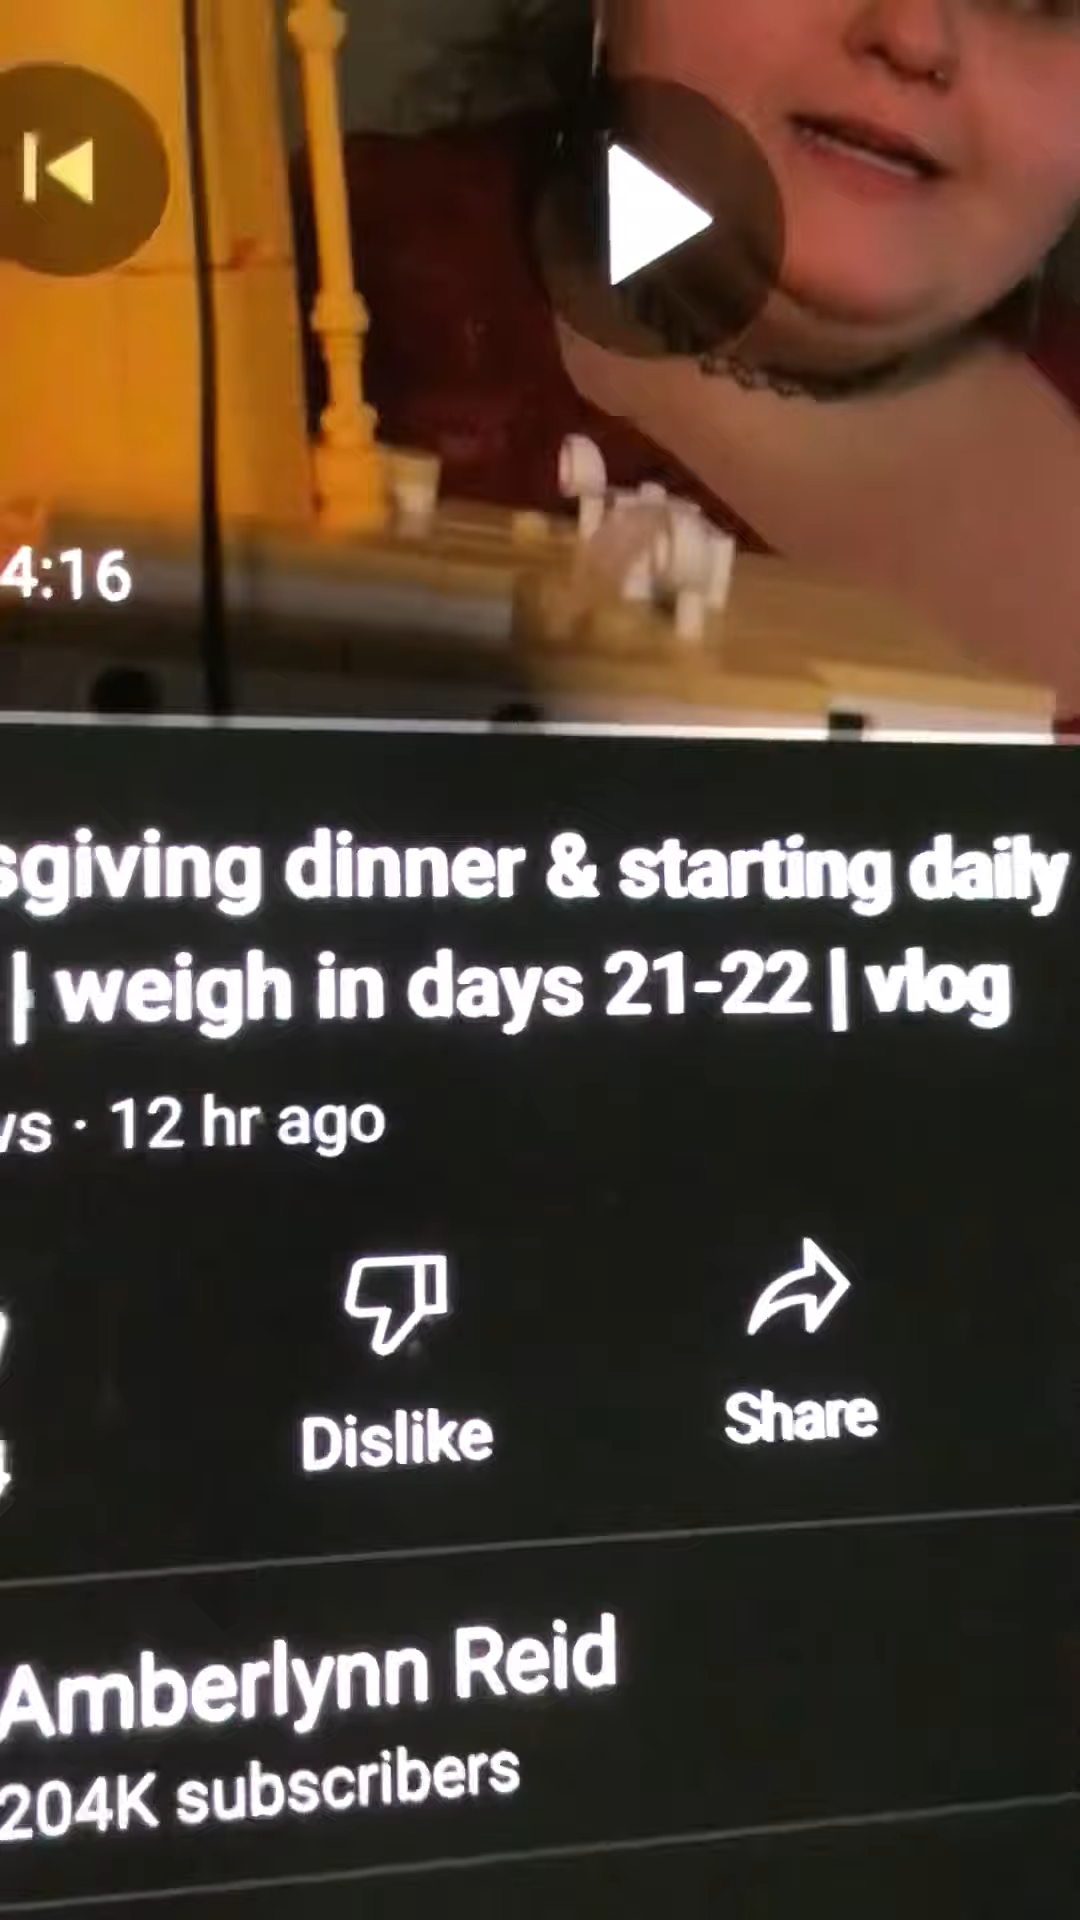 4:16
sgiving dinner & starting daily
| weigh in days 21-22 | vlog
ws · 12 hr ago
Dislike
Share
Amberlynn Reid
204K subscribers